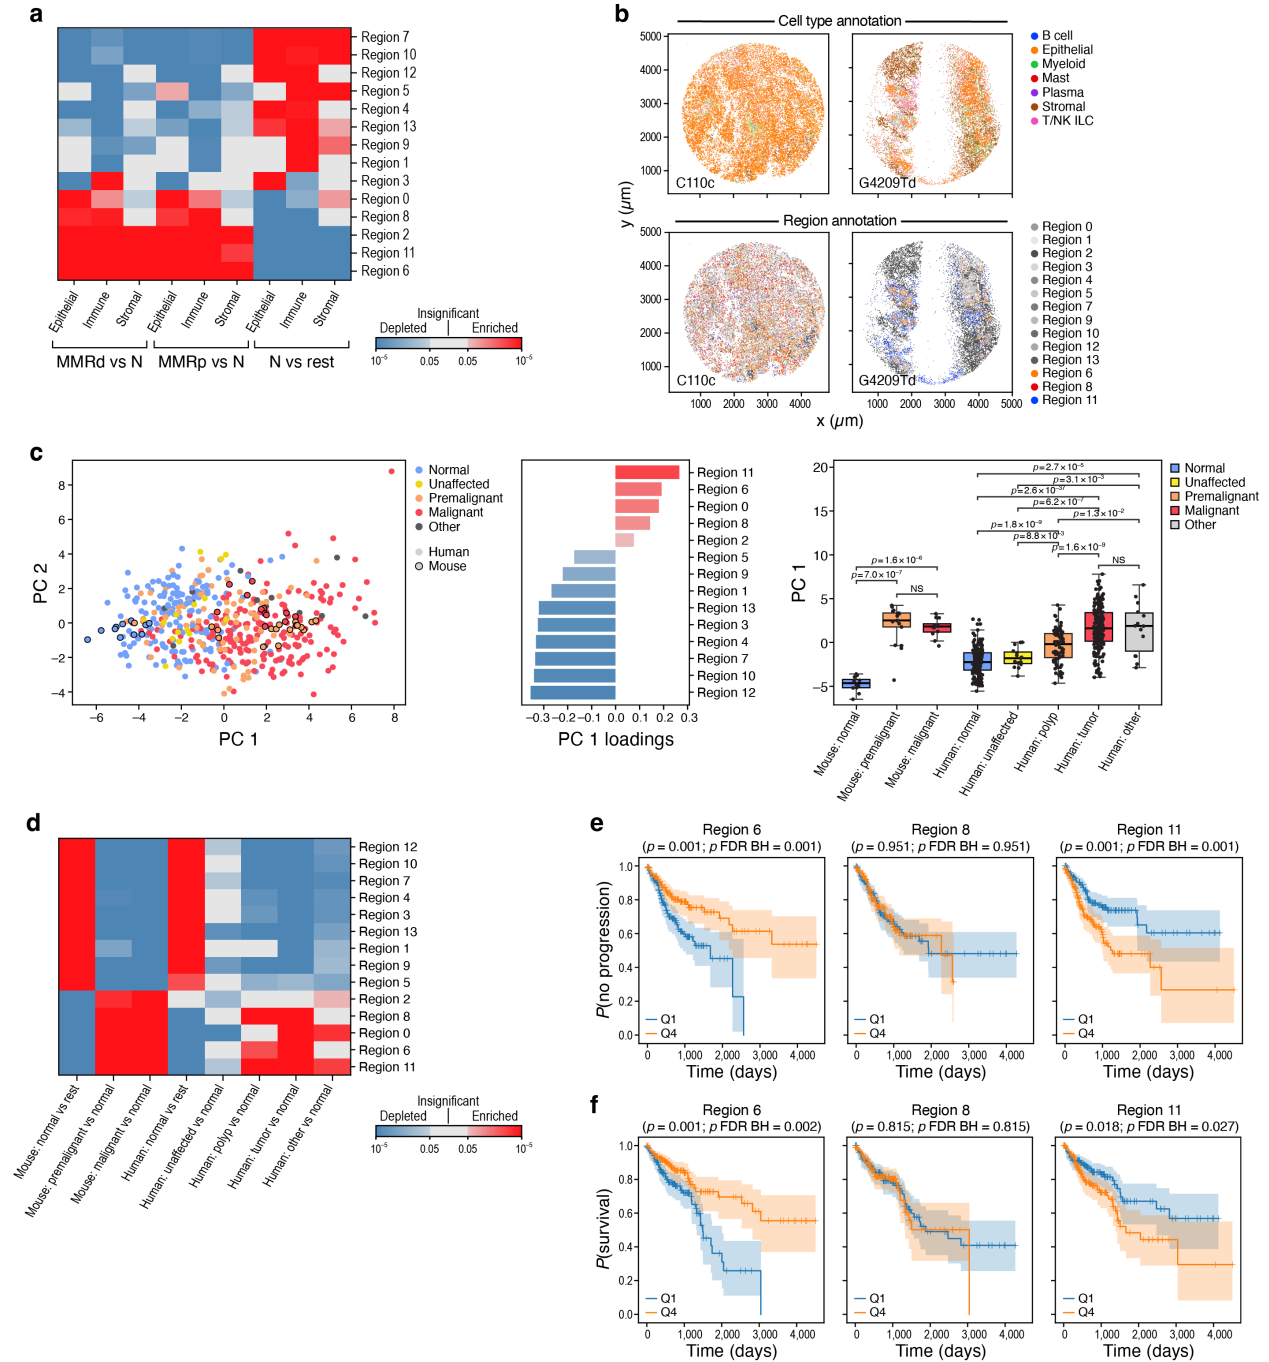 a
Region 7
Region 10
Region 12
Region 5
Region 4
Region 13
Region 9
Region 1
Region 3
Region 0
Region 8
Region 2
Region 11
Region 6
Epithelial
Immune
Stromal
Epithelial
Immune
Stromal
Epithelial
Immune
Stromal
MMRd vs N
MMRp vs N
N vs rest
Insignificant
Depleted
Enriched
10⁻⁵
0.05
0.05
10⁻⁵
b
Cell type annotation
5000
4000
3000
2000
1000
C110c
G4209Td
B cell
Epithelial
Myeloid
Mast
Plasma
Stromal
T/NK ILC
y (µm)
Region annotation
5000
4000
3000
2000
1000
C110c
G4209Td
1000 2000 3000 4000
1000 2000 3000 4000 5000
x (µm)
Region 0
Region 1
Region 2
Region 3
Region 4
Region 5
Region 7
Region 9
Region 10
Region 12
Region 13
Region 6
Region 8
Region 11
c
8
6
4
2
0
−2
−4
PC 2
−6 −4 −2 0 2 4 6 8
PC 1
Normal
Unaffected
Premalignant
Malignant
Other
Human
Mouse
Region 11
Region 6
Region 0
Region 8
Region 2
Region 5
Region 9
Region 1
Region 13
Region 3
Region 4
Region 7
Region 10
Region 12
−0.3 −0.2 −0.1 0.0 0.1 0.2 0.3
PC 1 loadings
20
15
10
5
0
−5
PC 1
p = 2.7 × 10⁻⁵
p = 3.1 × 10⁻³
p = 2.6 × 10⁻³⁷
p = 6.2 × 10⁻⁷
p = 1.3 × 10⁻²
p = 1.8 × 10⁻⁹
p = 8.8 × 10⁻³
p = 1.6 × 10⁻⁹
NS
p = 1.6 × 10⁻⁶
p = 7.0 × 10⁻⁷
NS
Mouse: normal
Mouse: premalignant
Mouse: malignant
Human: normal
Human: unaffectred
Human: polyp
Human: tumor
Human: other
Normal
Unaffected
Premalignant
Malignant
Other
d
Region 12
Region 10
Region 7
Region 4
Region 3
Region 13
Region 1
Region 9
Region 5
Region 2
Region 8
Region 0
Region 6
Region 11
Mouse: normal vs rest
Mouse: premalignant vs normal
Mouse: malignant vs normal
Human: normal vs rest
Human: unaffected vs normal
Human: polyp vs normal
Human: tumor vs normal
Human: other vs normal
Insignificant
Depleted
Enriched
10⁻⁵
0.05
0.05
10⁻⁵
e
Region 6
(p = 0.001; p FDR BH = 0.001)
Region 8
(p = 0.951; p FDR BH = 0.951)
Region 11
(p = 0.001; p FDR BH = 0.001)
P(no progression)
1.0
0.8
0.6
0.4
0.2
0.0
Q1
Q4
Q1
Q4
Q1
Q4
0 1,000 2,000 3,000 4,000
0 1,000 2,000 3,000 4,000
0 1,000 2,000 3,000 4,000
Time (days)
Time (days)
Time (days)
f
Region 6
(p = 0.001; p FDR BH = 0.002)
Region 8
(p = 0.815; p FDR BH = 0.815)
Region 11
(p = 0.018; p FDR BH = 0.027)
P(survival)
1.0
0.8
0.6
0.4
0.2
0.0
Q1
Q4
Q1
Q4
Q1
Q4
0 1,000 2,000 3,000 4,000
0 1,000 2,000 3,000 4,000
0 1,000 2,000 3,000 4,000
Time (days)
Time (days)
Time (days)